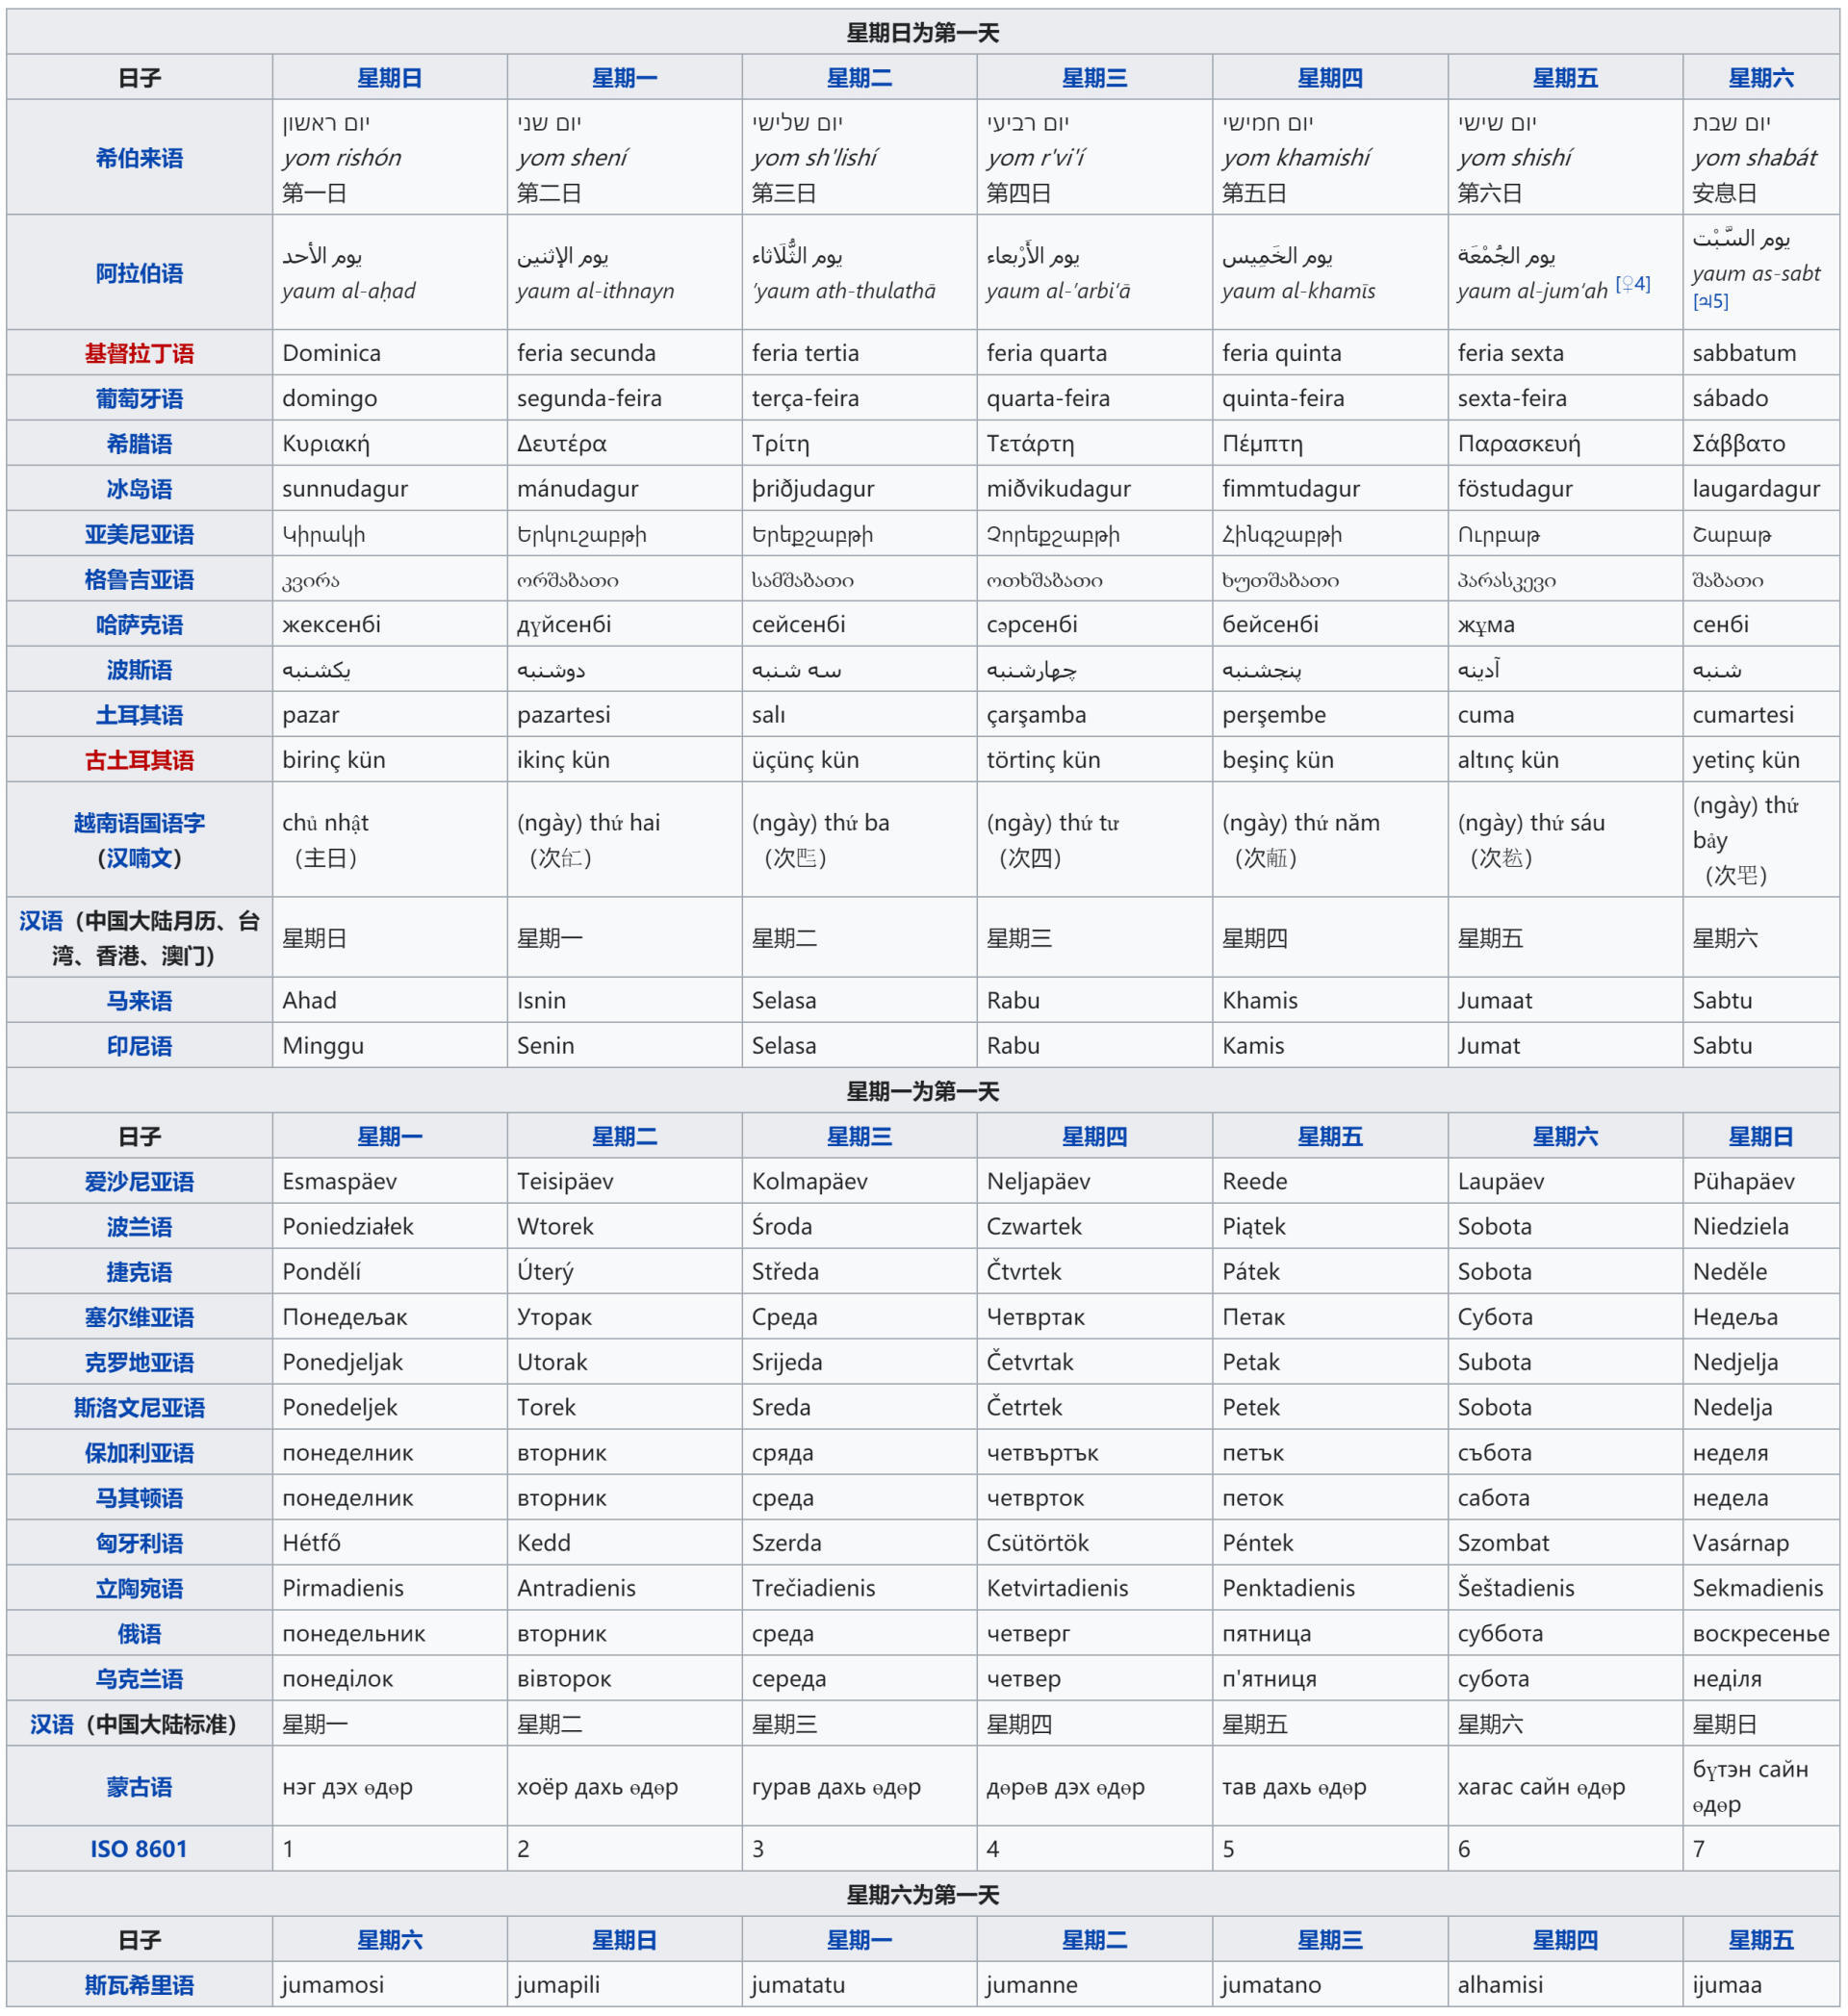 星期日为第一天
日子 星期日 星期一 星期二 星期三 星期四 星期五 星期六
希伯来语
יום ראשון
yom rishón
第一日
יום שני
yom shení
第二日
יום שלישי
yom sh'lishí
第三日
יום רביעי
yom r'vi'í
第四日
יום חמישי
yom khamishí
第五日
יום שישי
yom shishí
第六日
יום שבת
yom shabát
安息日
阿拉伯语
يوم الأحد
yaum al-aḥad
يوم الإثنين
yaum al-ithnayn
يوم الثُّلَاثاء
’yaum ath-thulathā
يوم الأَرْبعاء
yaum al-’arbi‘ā
يوم الخَمِيس
yaum al-khamīs
يوم الجُمْعَة
yaum al-jum‘ah [♀4]
يوم السَّبْت
yaum as-sabt
[♃5]
基督拉丁语 Dominica feria secunda feria tertia feria quarta feria quinta feria sexta sabbatum
葡萄牙语 domingo segunda-feira terça-feira quarta-feira quinta-feira sexta-feira sábado
希腊语 Κυριακή Δευτέρα Τρίτη Τετάρτη Πέμπτη Παρασκευή Σάββατο
冰岛语 sunnudagur mánudagur þriðjudagur miðvikudagur fimmtudagur föstudagur laugardagur
亚美尼亚语 Կիրակի Երկուշաբթի Երեքշաբթի Չորեքշաբթի Հինգշաբթի Ուրբաթ Շաբաթ
格鲁吉亚语 კვირა ორშაბათი სამშაბათი ოთხშაბათი ხუთშაბათი პარასკევი შაბათი
哈萨克语 жексенбі дүйсенбі сейсенбі сәрсенбі бейсенбі жұма сенбі
波斯语 یکشنبه دوشنبه سه شنبه چهارشنبه پنجشنبه آدینه شنبه
土耳其语 pazar pazartesi salı çarşamba perşembe cuma cumartesi
古土耳其语 birinç kün ikinç kün üçünç kün törtinç kün beşinç kün altınç kün yetinç kün
越南语国语字
（汉喃文）
chủ nhật
（主日）
(ngày) thứ hai
（次𠄩）
(ngày) thứ ba
（次𠀧）
(ngày) thứ tư
（次四）
(ngày) thứ năm
（次𠄼）
(ngày) thứ sáu
（次𦒹）
(ngày) thứ
bảy
（次𦉱）
汉语（中国大陆月历、台
湾、香港、澳门）
星期日 星期一 星期二 星期三 星期四 星期五 星期六
马来语 Ahad Isnin Selasa Rabu Khamis Jumaat Sabtu
印尼语 Minggu Senin Selasa Rabu Kamis Jumat Sabtu
星期一为第一天
日子 星期一 星期二 星期三 星期四 星期五 星期六 星期日
爱沙尼亚语 Esmaspäev Teisipäev Kolmapäev Neljapäev Reede Laupäev Pühapäev
波兰语 Poniedziałek Wtorek Środa Czwartek Piątek Sobota Niedziela
捷克语 Pondělí Úterý Středa Čtvrtek Pátek Sobota Neděle
塞尔维亚语 Понедељак Уторак Среда Четвртак Петак Субота Недеља
克罗地亚语 Ponedjeljak Utorak Srijeda Četvrtak Petak Subota Nedjelja
斯洛文尼亚语 Ponedeljek Torek Sreda Četrtek Petek Sobota Nedelja
保加利亚语 понеделник вторник сряда четвъртък петък събота неделя
马其顿语 понеделник вторник среда четврток петок сабота недела
匈牙利语 Hétfő Kedd Szerda Csütörtök Péntek Szombat Vasárnap
立陶宛语 Pirmadienis Antradienis Trečiadienis Ketvirtadienis Penktadienis Šeštadienis Sekmadienis
俄语 понедельник вторник среда четверг пятница суббота воскресенье
乌克兰语 понеділок вівторок середа четвер п'ятниця субота неділя
汉语（中国大陆标准） 星期一 星期二 星期三 星期四 星期五 星期六 星期日
蒙古语 нэг дэх өдөр хоёр дахь өдөр гурав дахь өдөр дөрөв дэх өдөр тав дахь өдөр хагас сайн өдөр бүтэн сайн
өдөр
ISO 8601 1 2 3 4 5 6 7
星期六为第一天
日子 星期六 星期日 星期一 星期二 星期三 星期四 星期五
斯瓦希里语 jumamosi jumapili jumatatu jumanne jumatano alhamisi ijumaa